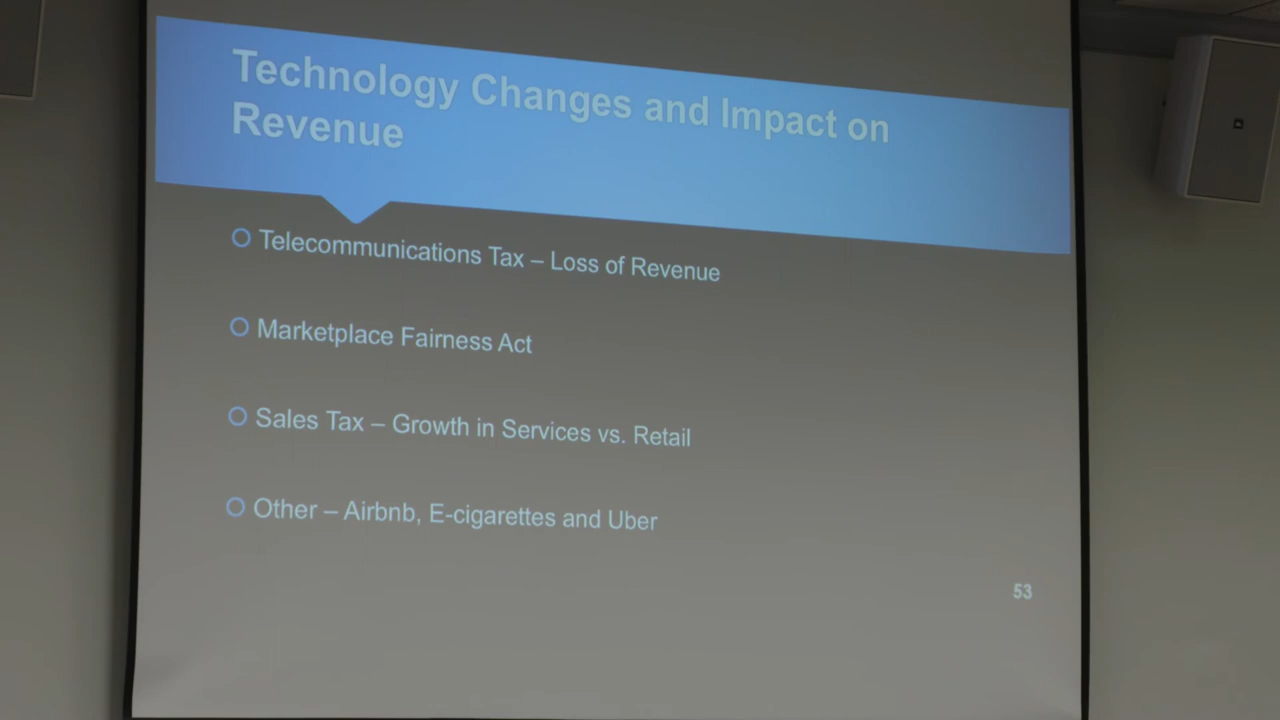 Technology Changes and Impact on
Revenue
Telecommunications Tax – Loss of Revenue
Marketplace Fairness Act
Sales Tax – Growth in Services vs. Retail
Other – Airbnb, E-cigarettes and Uber
53